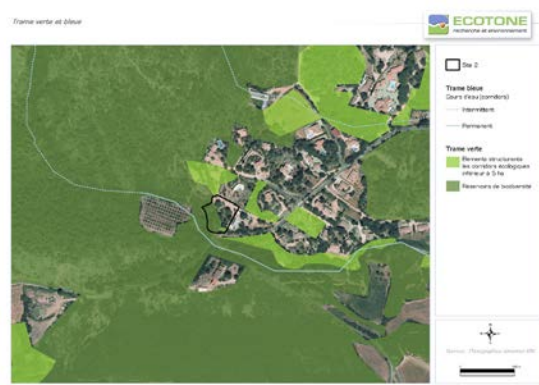 Trame verte et bleue
ECOTONE
recherche et environnement
Site 2
Trame bleue
Cours d'eau (corridors)
Intermittent
Permanent
Trame verte
Éléments structurants
les corridors écologiques
inférieur à 5 ha
Réservoirs de biodiversité